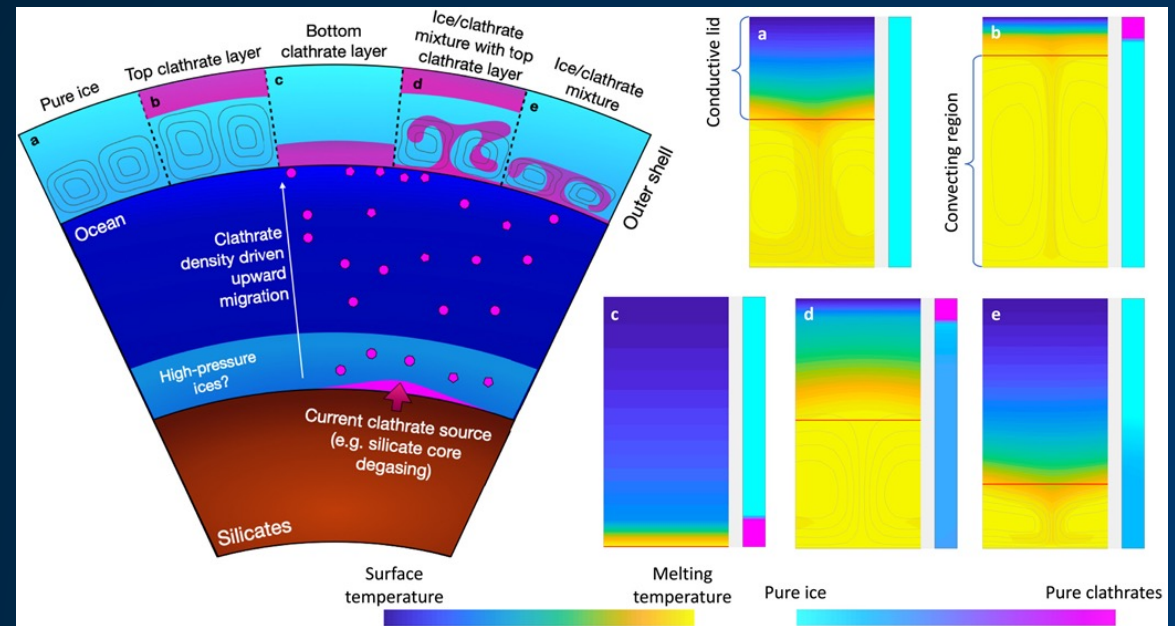 Pure ice
a
Top clathrate layer
b
Bottom
clathrate layer
c
Ice/clathrate
mixture with top
clathrate layer
d
Ice/clathrate
mixture
e
Outer shell
Ocean
Clathrate
density driven
upward
migration
High-pressure
ices?
Current clathrate source
(e.g. silicate core
degasing)
Silicates
Conductive lid
a
b
Convecting region
c
d
e
Surface
temperature
Melting
temperature
Pure ice
Pure clathrates